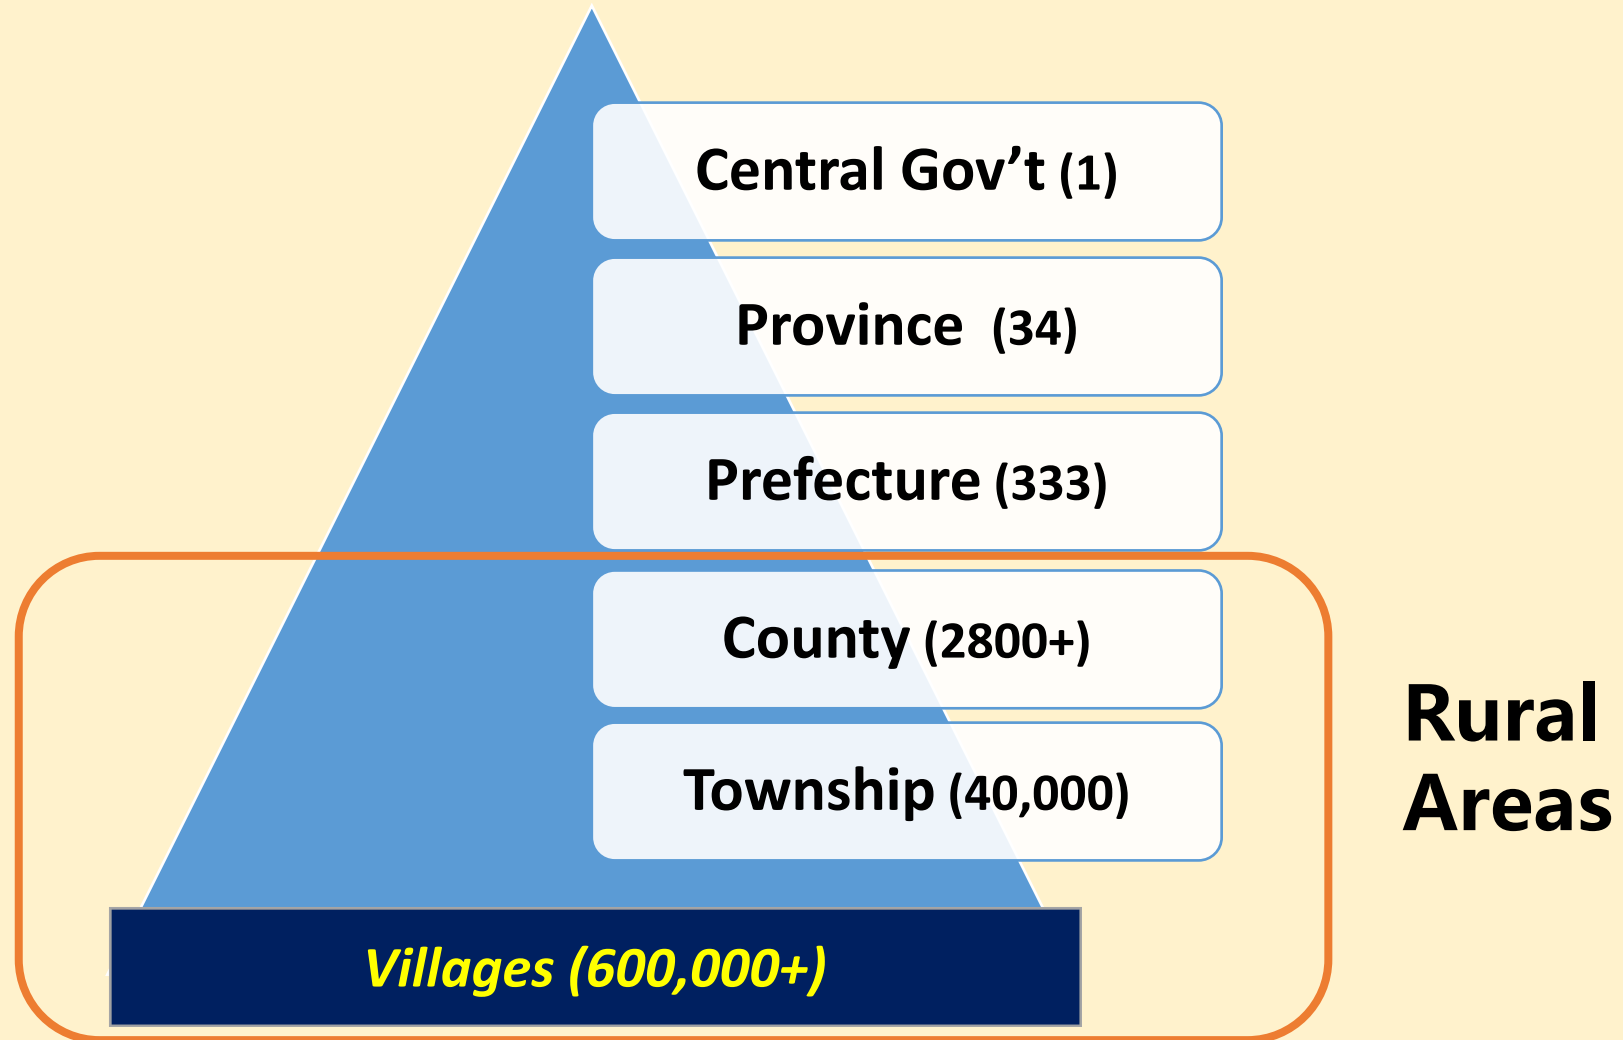 Central Gov’t (1)
Province (34)
Prefecture (333)
County (2800+)
Township (40,000)
Rural
Areas
Villages (600,000+)